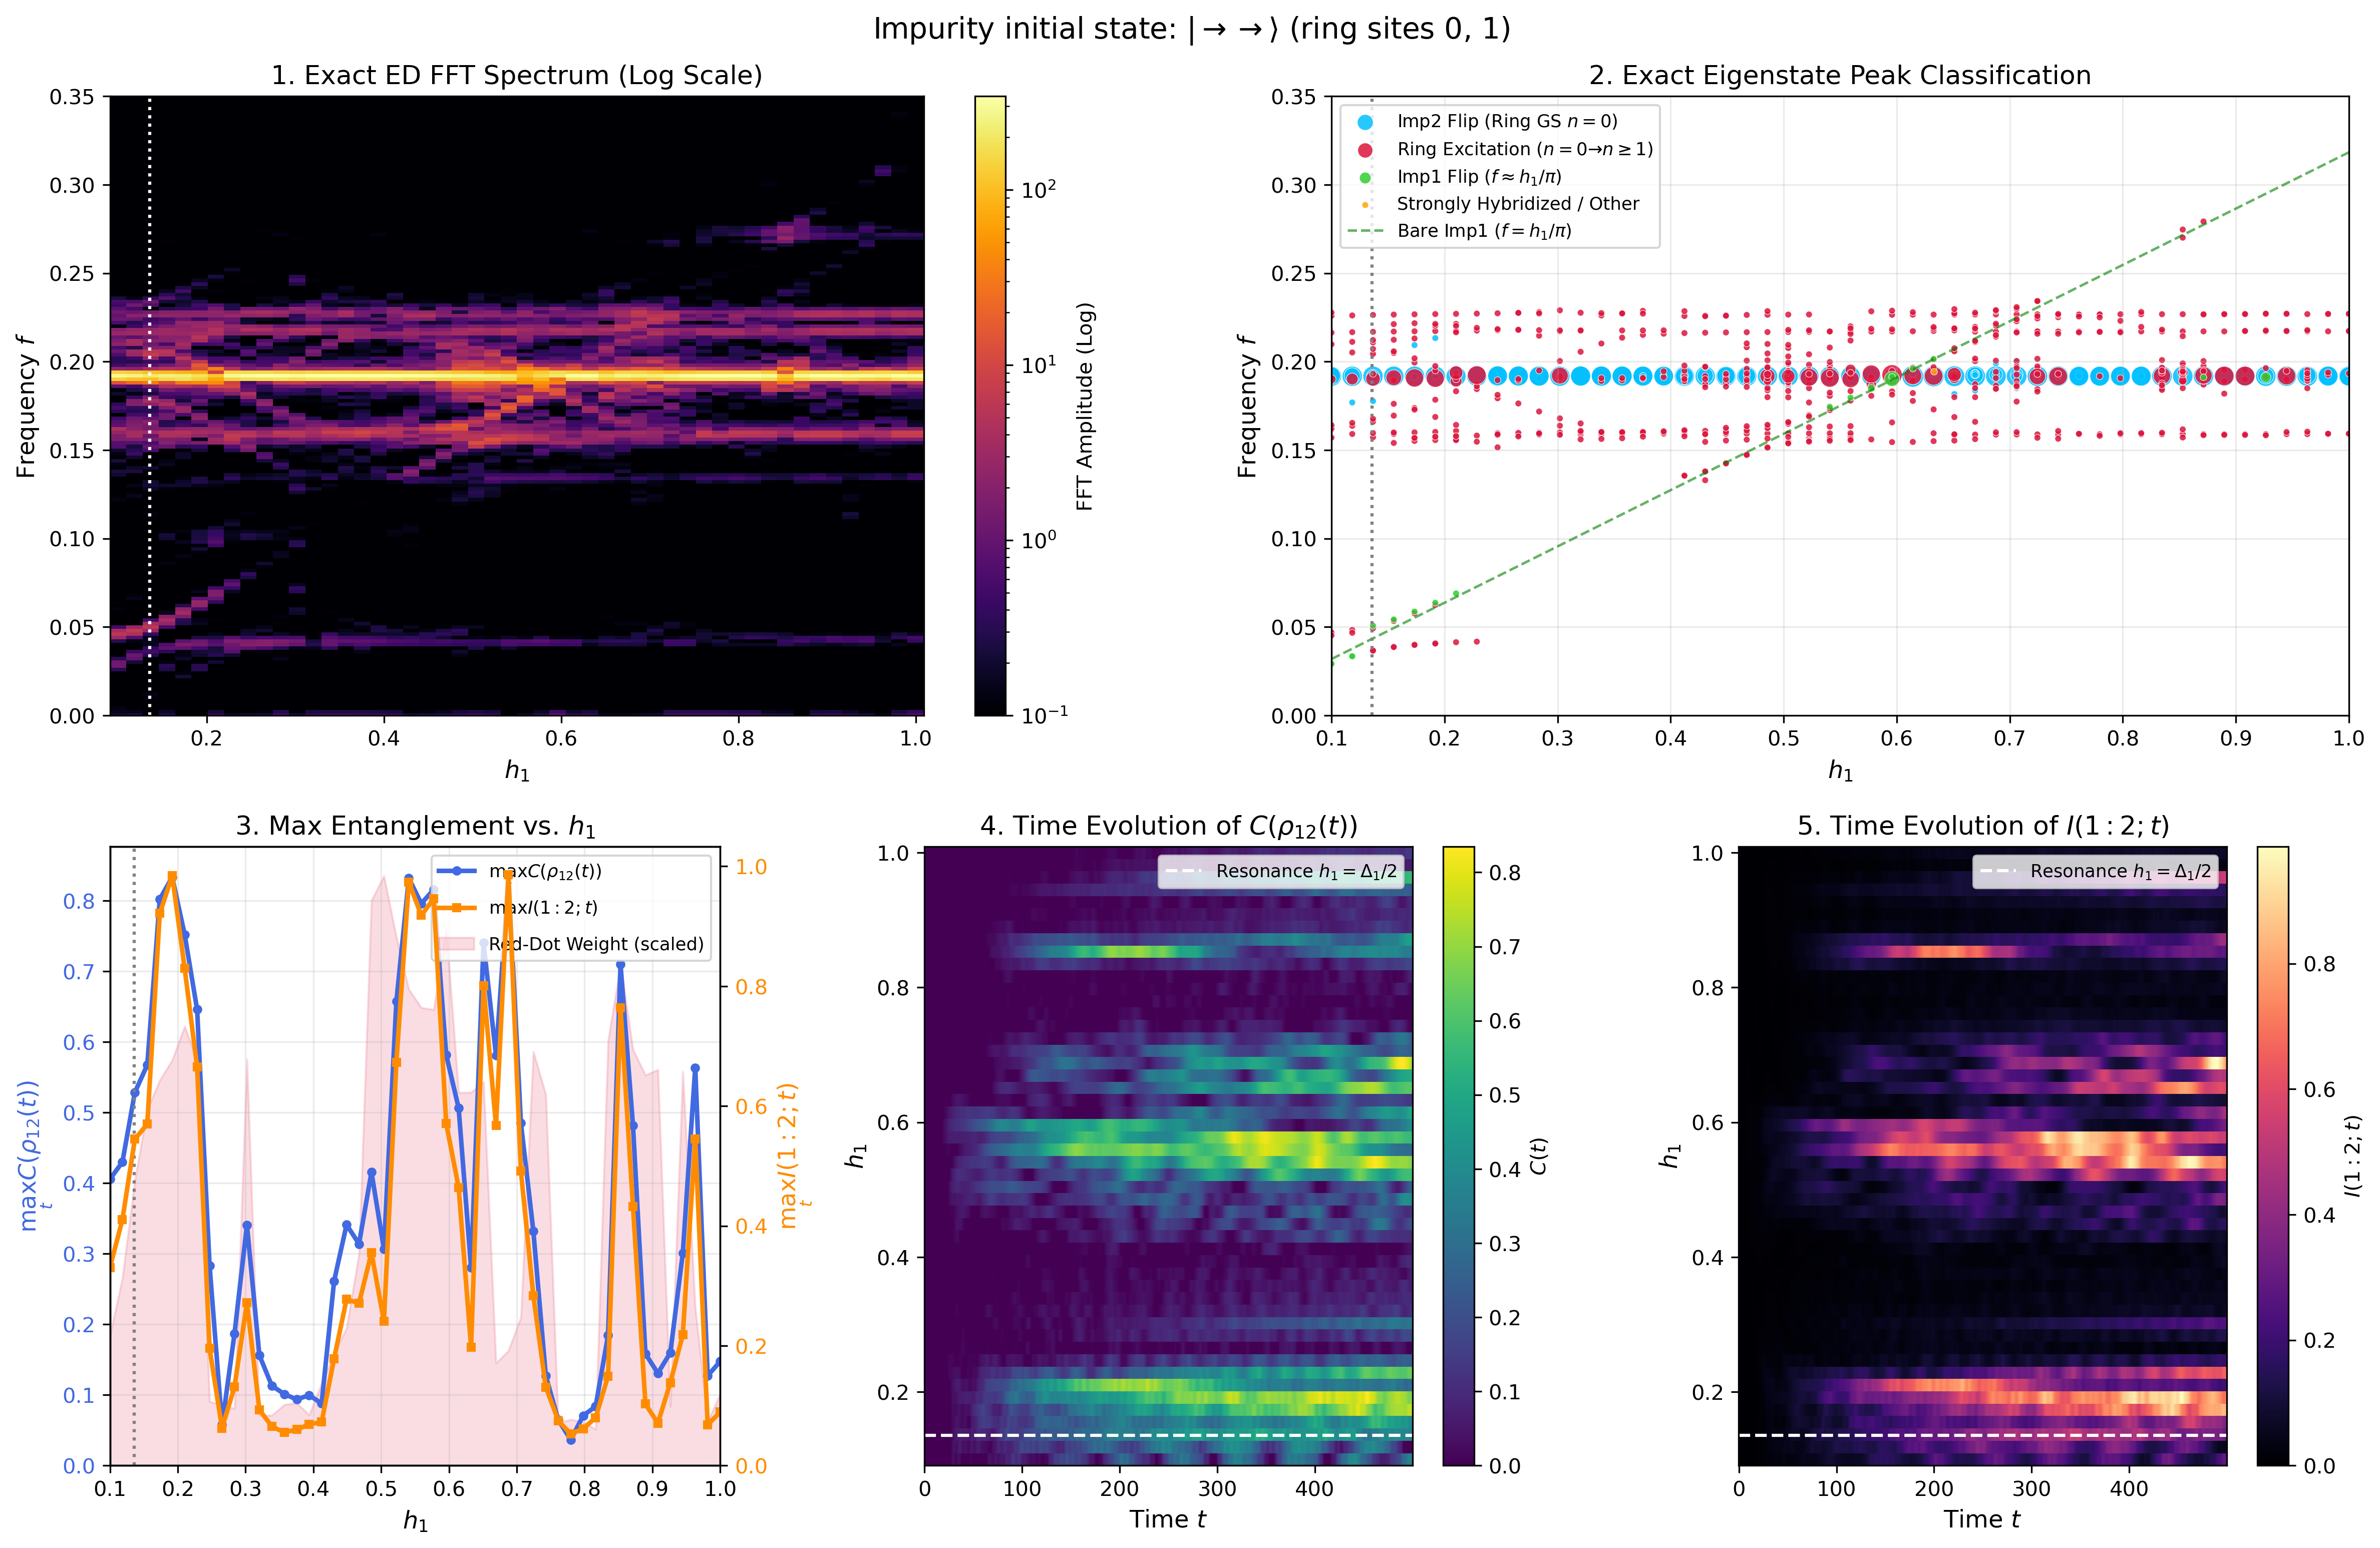 Impurity initial state: |→→⟩ (ring sites 0, 1)
1. Exact ED FFT Spectrum (Log Scale)
0.35
0.30
0.25
0.20
0.15
0.10
0.05
0.00
Frequency f
0.2 0.4 0.6 0.8 1.0
h₁
10²
10¹
10⁰
10⁻¹
FFT Amplitude (Log)
2. Exact Eigenstate Peak Classification
Imp2 Flip (Ring GS n = 0)
Ring Excitation (n = 0→n ≥ 1)
Imp1 Flip (f ≈ h₁/π)
Strongly Hybridized / Other
Bare Imp1 (f = h₁/π)
0.35
0.30
0.25
0.20
0.15
0.10
0.05
0.00
Frequency f
0.1 0.2 0.3 0.4 0.5 0.6 0.7 0.8 0.9 1.0
h₁
3. Max Entanglement vs. h₁
maxC(ρ₁₂(t))
maxI(1 : 2; t)
Red-Dot Weight (scaled)
0.8
0.7
0.6
0.5
0.4
0.3
0.2
0.1
0.0
max C(ρ₁₂(t))
t
1.0
0.8
0.6
0.4
0.2
0.0
max I(1 : 2; t)
t
0.1 0.2 0.3 0.4 0.5 0.6 0.7 0.8 0.9 1.0
h₁
4. Time Evolution of C(ρ₁₂(t))
Resonance h₁ = Δ₁/2
1.0
0.8
0.6
0.4
0.2
h₁
0 100 200 300 400
Time t
0.8
0.7
0.6
0.5
0.4
0.3
0.2
0.1
0.0
C(t)
5. Time Evolution of I(1 : 2; t)
Resonance h₁ = Δ₁/2
1.0
0.8
0.6
0.4
0.2
h₁
0 100 200 300 400
Time t
0.8
0.6
0.4
0.2
0.0
I(1 : 2; t)